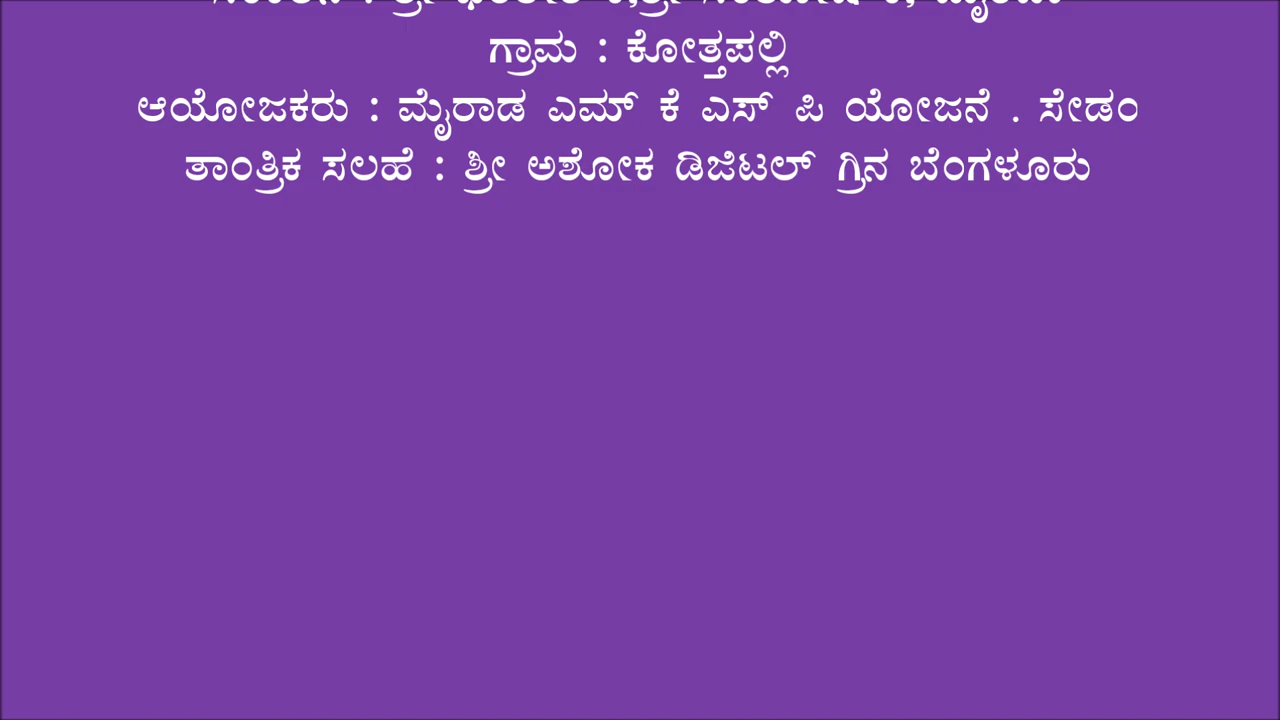 ಗ್ರಾಮ : ಕೋತ್ತಪಲ್ಲಿ
ಆಯೋಜಕರು : ಮೈರಾಡ ಎಮ್ ಕೆ ಎಸ್ ಪಿ ಯೋಜನೆ . ಸೇಡಂ
ತಾಂತ್ರಿಕ ಸಲಹೆ : ಶ್ರೀ ಅಶೋಕ ಡಿಜಿಟಲ್ ಗ್ರಿನ ಬೆಂಗಳೂರು